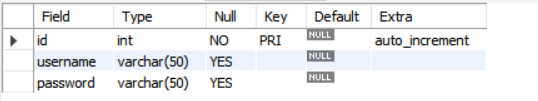 Field Type Null Key Default Extra
id int NO PRI NULL auto_increment
username varchar(50) YES NULL
password varchar(50) YES NULL